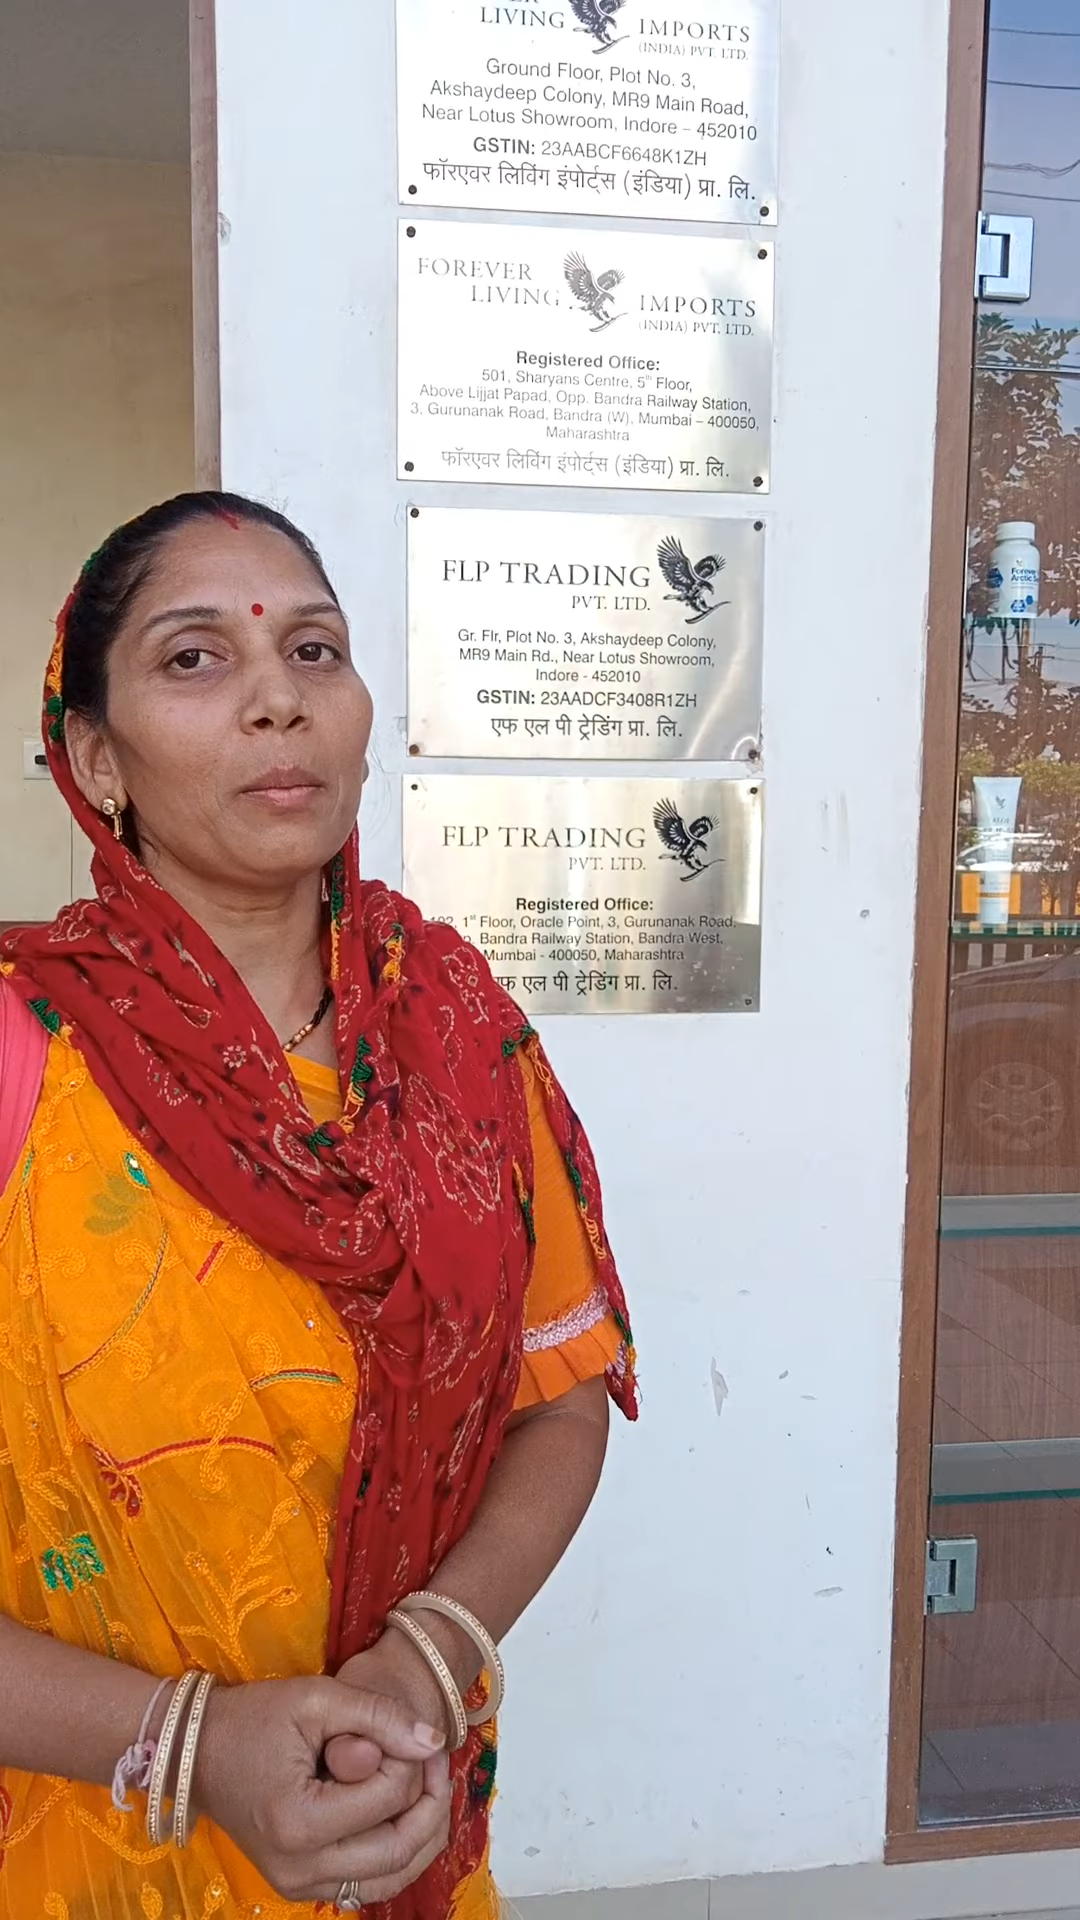 LIVING IMPORTS
(INDIA) PVT. LTD.
Ground Floor, Plot No. 3,
Akshaydeep Colony, MR9 Main Road,
Near Lotus Showroom, Indore – 452010
GSTIN: 23AABCF6648K1ZH
फॉरएवर लिविंग इंपोर्ट्स (इंडिया) प्रा. लि.
FOREVER
LIVING IMPORTS
(INDIA) PVT. LTD.
Registered Office:
501, Sharyans Centre, 5th Floor,
Above Lijjat Papad, Opp. Bandra Railway Station,
3, Gurunanak Road, Bandra (W), Mumbai – 400050,
Maharashtra
फॉरएवर लिविंग इंपोर्ट्स (इंडिया) प्रा. लि.
FLP TRADING
PVT. LTD.
Gr. Flr, Plot No. 3, Akshaydeep Colony,
MR9 Main Rd., Near Lotus Showroom,
Indore - 452010
GSTIN: 23AADCF3408R1ZH
एफ एल पी ट्रेडिंग प्रा. लि.
FLP TRADING
PVT. LTD.
Registered Office:
1st Floor, Oracle Point, 3, Gurunanak Road,
Bandra Railway Station, Bandra West,
Mumbai - 400050, Maharashtra
एल पी ट्रेडिंग प्रा. लि.
Forever
Arctic